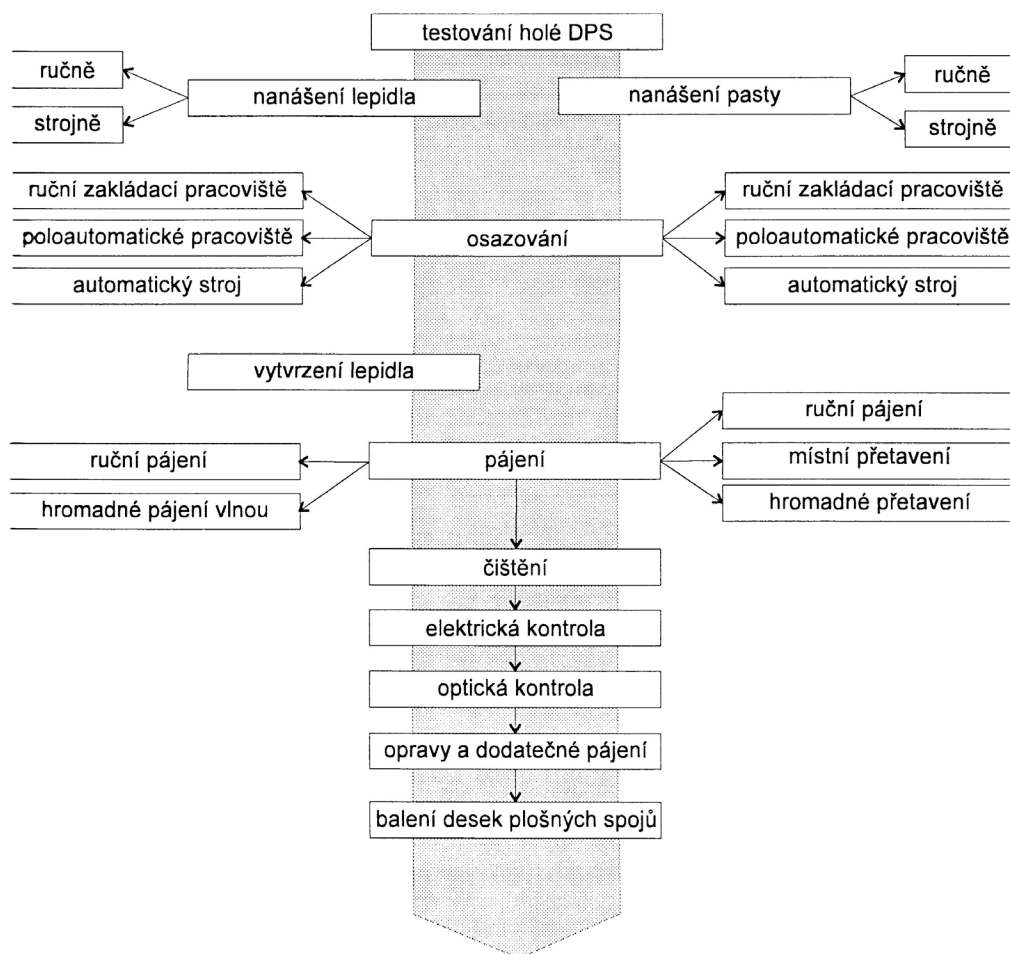 testování holé DPS
ručně
nanášení lepidla
strojně
nanášení pasty
ručně
strojně
ruční zakládací pracoviště
poloautomatické pracoviště
automatický stroj
osazování
ruční zakládací pracoviště
poloautomatické pracoviště
automatický stroj
vytvrzení lepidla
ruční pájení
hromadné pájení vlnou
pájení
ruční pájení
místní přetavení
hromadné přetavení
čištění
elektrická kontrola
optická kontrola
opravy a dodatečné pájení
balení desek plošných spojů